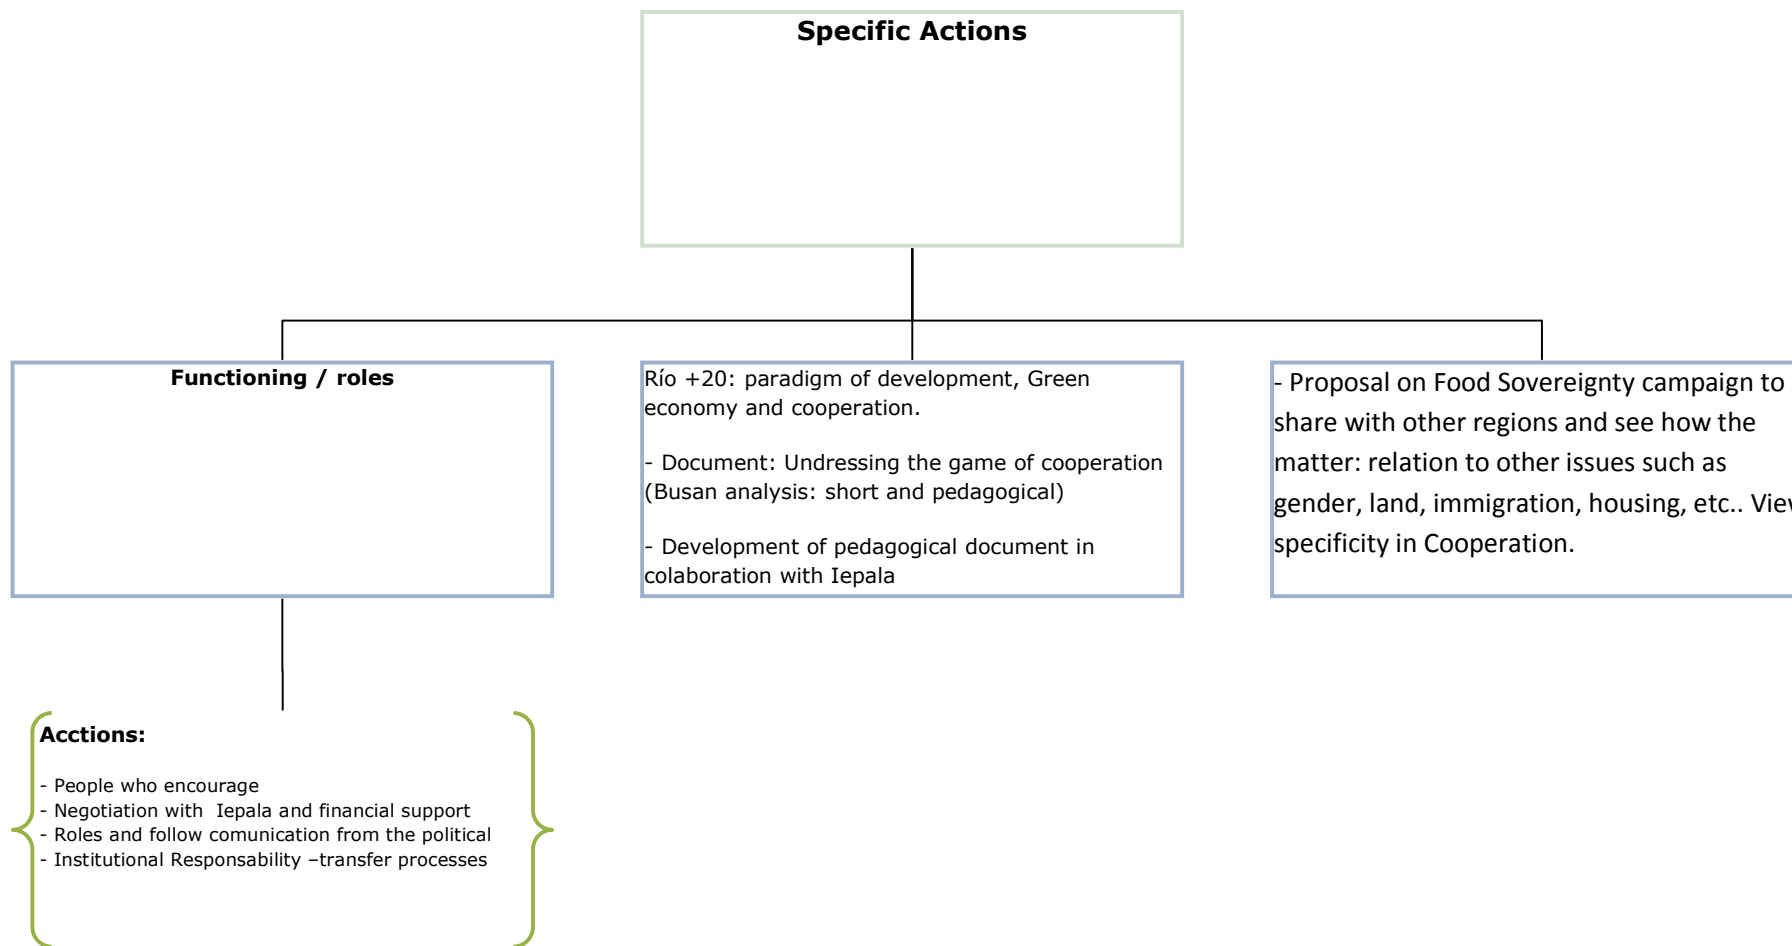 Specific Actions
Functioning / roles
Río +20: paradigm of development, Green
economy and cooperation.
- Document: Undressing the game of cooperation
(Busan analysis: short and pedagogical)
- Development of pedagogical document in
colaboration with Iepala
- Proposal on Food Sovereignty campaign to
share with other regions and see how the
matter: relation to other issues such as
gender, land, immigration, housing, etc..
specificity in Cooperation.
Acctions:
- People who encourage
- Negotiation with  Iepala and financial support
- Roles and follow comunication from the political
- Institutional Responsability –transfer processes